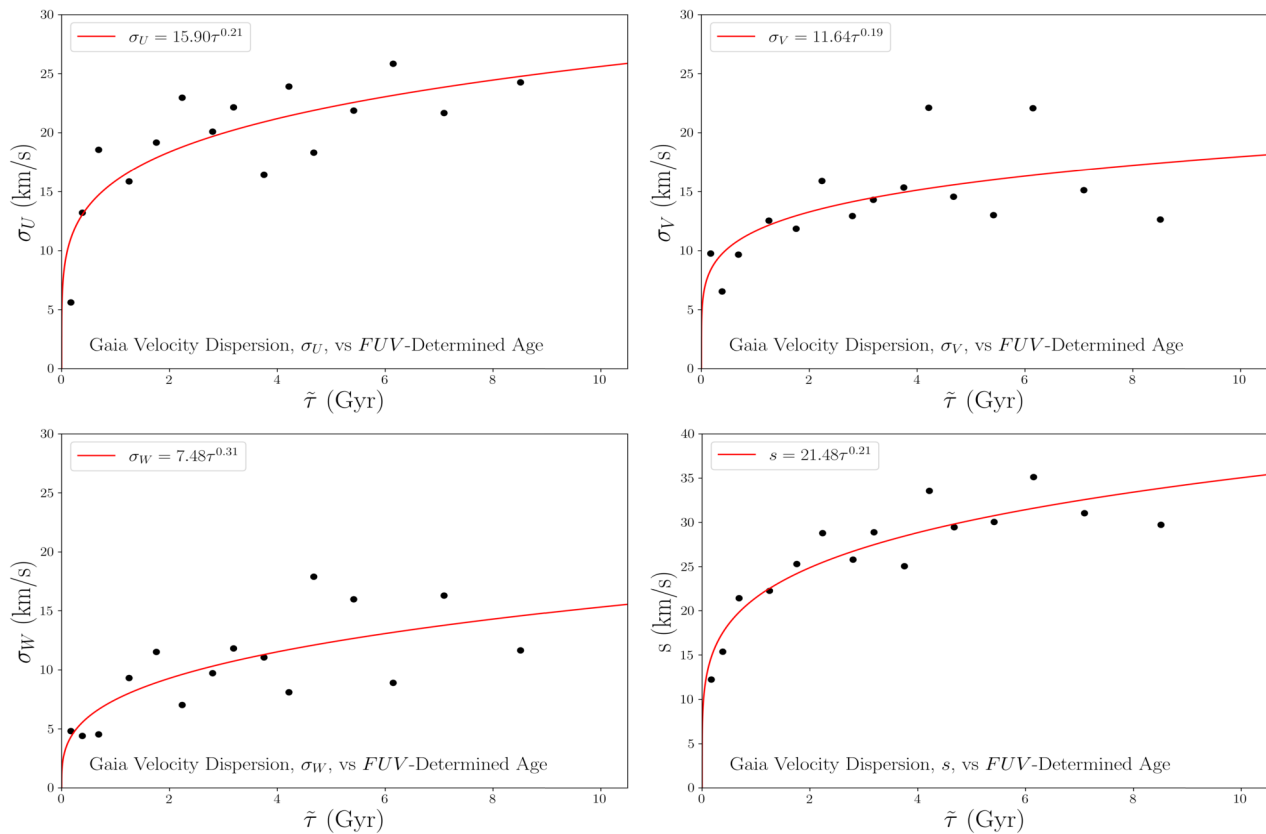 30
25
20
15
10
5
0
σ_U (km/s)
σ_U = 15.90τ^0.21
Gaia Velocity Dispersion, σ_U, vs FUV-Determined Age
0 2 4 6 8 10
τ̃ (Gyr)
30
25
20
15
10
5
0
σ_V (km/s)
σ_V = 11.64τ^0.19
Gaia Velocity Dispersion, σ_V, vs FUV-Determined Age
0 2 4 6 8 10
τ̃ (Gyr)
30
25
20
15
10
5
0
σ_W (km/s)
σ_W = 7.48τ^0.31
Gaia Velocity Dispersion, σ_W, vs FUV-Determined Age
0 2 4 6 8 10
τ̃ (Gyr)
40
35
30
25
20
15
10
5
0
s (km/s)
s = 21.48τ^0.21
Gaia Velocity Dispersion, s, vs FUV-Determined Age
0 2 4 6 8 10
τ̃ (Gyr)